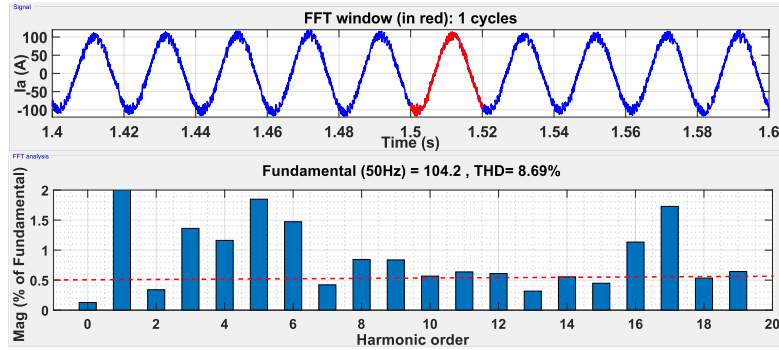 Signal
FFT window (in red): 1 cycles
Ia (A)
100
50
0
-50
-100
1.4 1.42 1.44 1.46 1.48 1.5 1.52 1.54 1.56 1.58 1.6
Time (s)
FFT analysis
Fundamental (50Hz) = 104.2 , THD= 8.69%
Mag (% of Fundamental)
2
1.5
1
0.5
0
0 2 4 6 8 10 12 14 16 18 20
Harmonic order